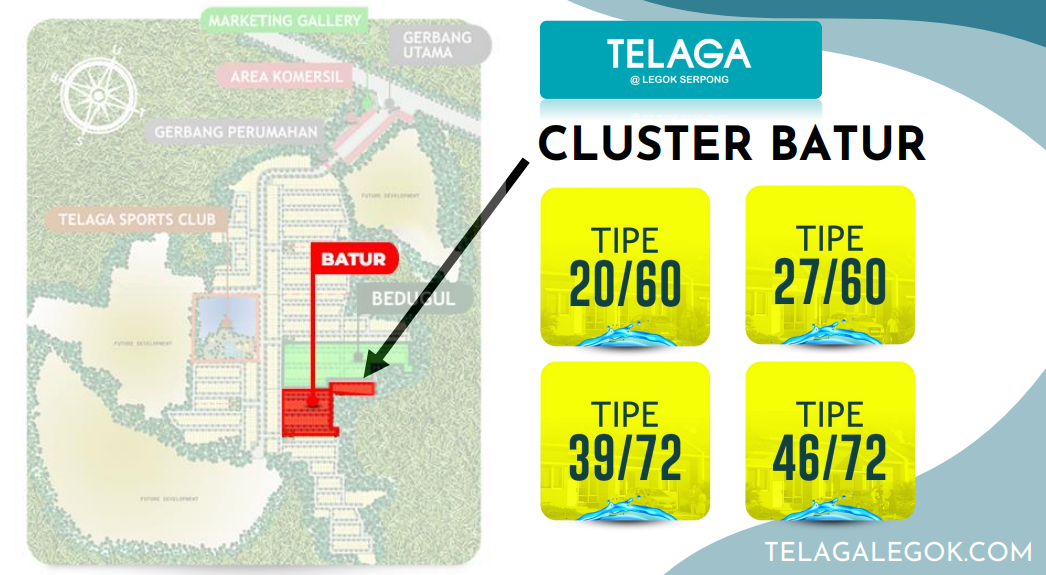 MARKETING GALLERY
GERBANG
UTAMA
AREA KOMERSIL
GERBANG PERUMAHAN
U
B
S
FUTURE DEVELOPMENT
TELAGA SPORTS CLUB
BATUR
BEDUGUL
FUTURE DEVELOPMENT
FUTURE DEVELOPMENT
TELAGA
@ LEGOK SERPONG
CLUSTER BATUR
TIPE
20/60
TIPE
27/60
TIPE
39/72
TIPE
46/72
TELAGALEGOK.COM